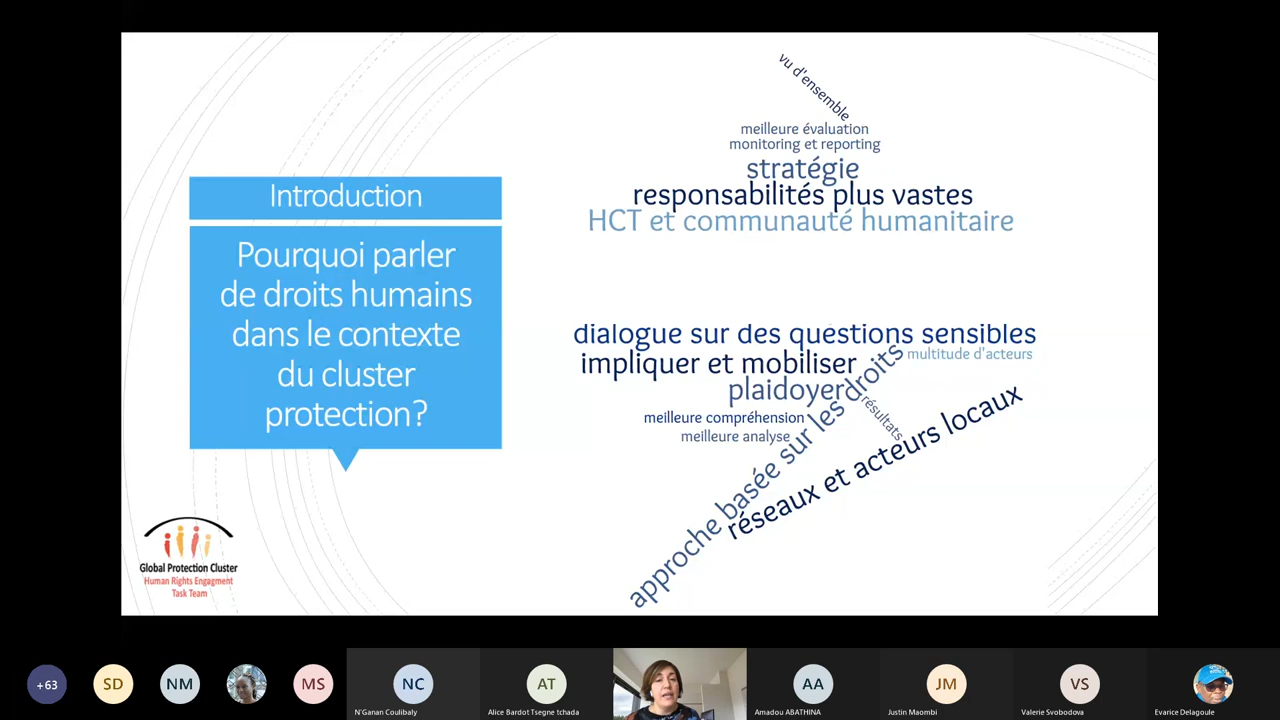 Introduction
Pourquoi parler
de droits humains
dans le contexte
du cluster
protection?
vu d'ensemble
meilleure évaluation
monitoring et reporting
stratégie
responsabilités plus vastes
HCT et communauté humanitaire
dialogue sur des questions sensibles
impliquer et mobiliser
multitude d'acteurs
plaidoyer
meilleure compréhension
meilleure analyse
approche basée sur les droits
résultats
réseaux et acteurs locaux
Global Protection Cluster
Human Rights Engagment
Task Team
+63
SD
NM
MS
NC
AT
AA
JM
VS
N'Ganan Coulibaly
Alice Bardot Tsegne tchada
Amadou ABATHINA
Justin Maombi
Valerie Svobodova
Evarice Delagoule